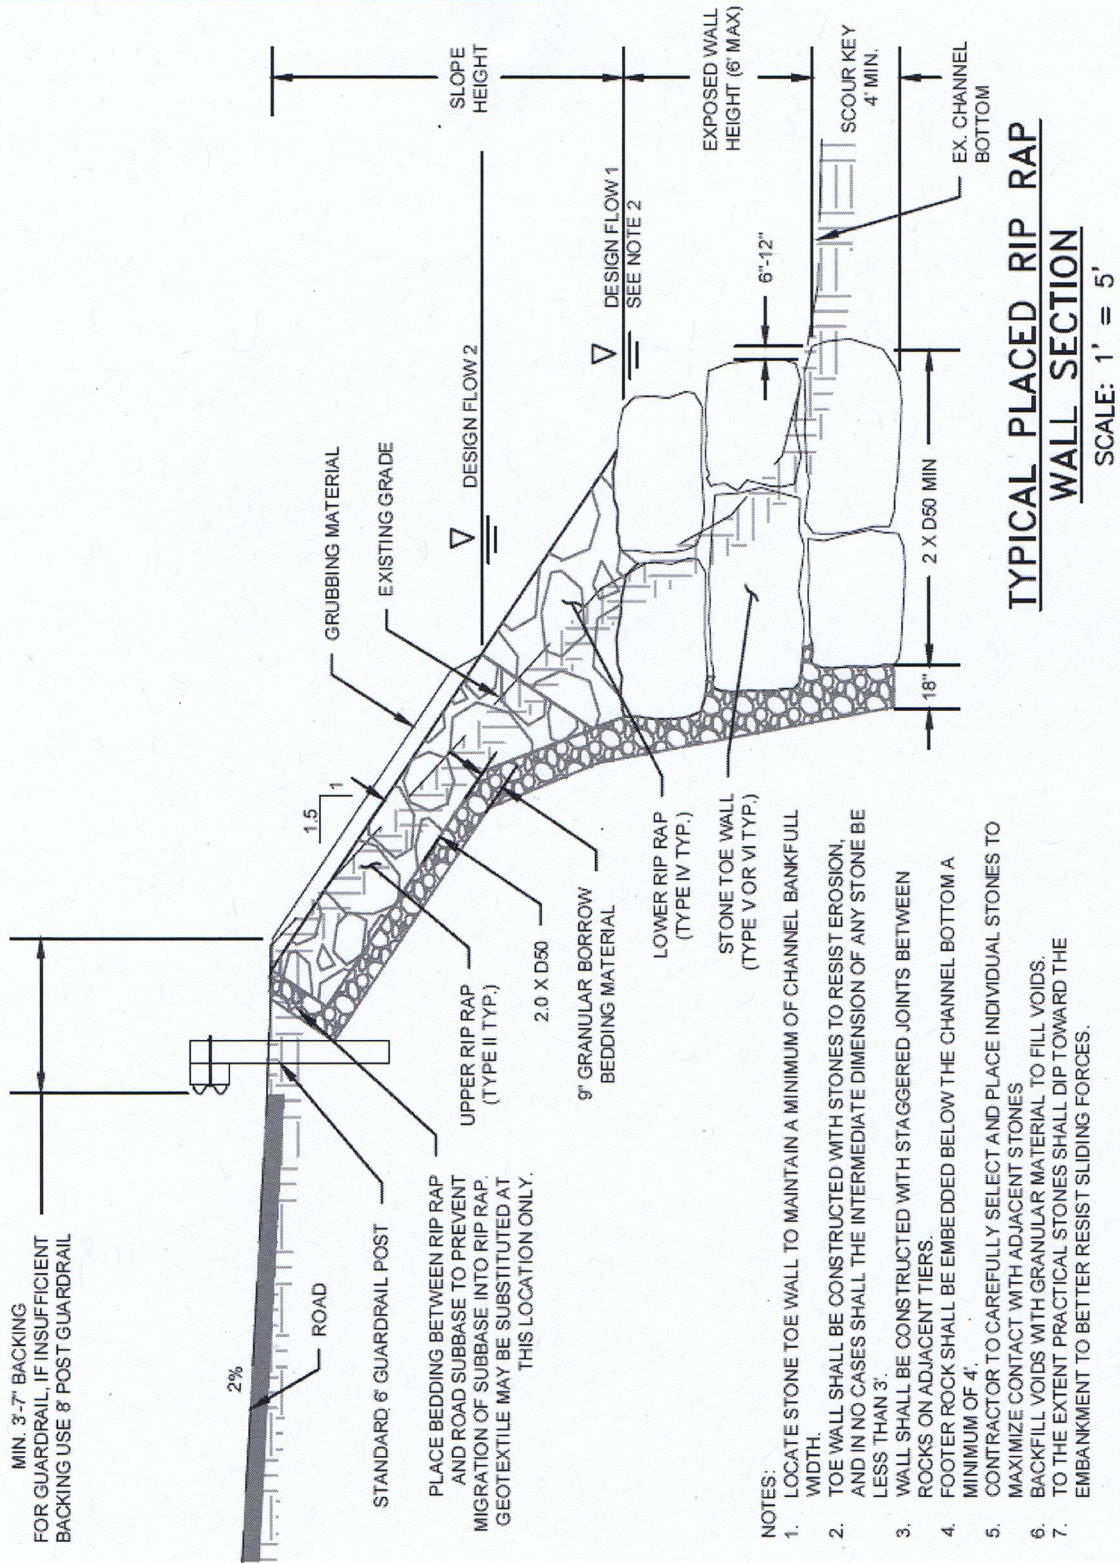 MIN. 3'-7" BACKING
FOR GUARDRAIL, IF INSUFFICIENT
BACKING USE 8' POST GUARDRAIL
2%
ROAD
STANDARD, 6' GUARDRAIL POST
PLACE BEDDING BETWEEN RIP RAP
AND ROAD SUBBASE TO PREVENT
MIGRATION OF SUBBASE INTO RIP RAP.
GEOTEXTILE MAY BE SUBSTITUTED AT
THIS LOCATION ONLY.
UPPER RIP RAP
(TYPE II TYP.)
2.0 X D50
9" GRANULAR BORROW
BEDDING MATERIAL
LOWER RIP RAP
(TYPE IV TYP.)
STONE TOE WALL
(TYPE V OR VI TYP.)
1.5
1
GRUBBING MATERIAL
EXISTING GRADE
DESIGN FLOW 2
DESIGN FLOW 1
SEE NOTE 2
SLOPE
HEIGHT
EXPOSED WALL
HEIGHT (6' MAX)
SCOUR KEY
4' MIN.
6"-12"
EX. CHANNEL
BOTTOM
18"
2 X D50 MIN
TYPICAL PLACED RIP RAP
WALL SECTION
SCALE: 1' = 5'
NOTES:
1. LOCATE STONE TOE WALL TO MAINTAIN A MINIMUM OF CHANNEL BANKFULL
WIDTH.
2. TOE WALL SHALL BE CONSTRUCTED WITH STONES TO RESIST EROSION,
AND IN NO CASES SHALL THE INTERMEDIATE DIMENSION OF ANY STONE BE
LESS THAN 3'.
3. WALL SHALL BE CONSTRUCTED WITH STAGGERED JOINTS BETWEEN
ROCKS ON ADJACENT TIERS.
4. FOOTER ROCK SHALL BE EMBEDDED BELOW THE CHANNEL BOTTOM A
MINIMUM OF 4'.
5. CONTRACTOR TO CAREFULLY SELECT AND PLACE INDIVIDUAL STONES TO
MAXIMIZE CONTACT WITH ADJACENT STONES
6. BACKFILL VOIDS WITH GRANULAR MATERIAL TO FILL VOIDS.
7. TO THE EXTENT PRACTICAL STONES SHALL DIP TOWARD THE
EMBANKMENT TO BETTER RESIST SLIDING FORCES.